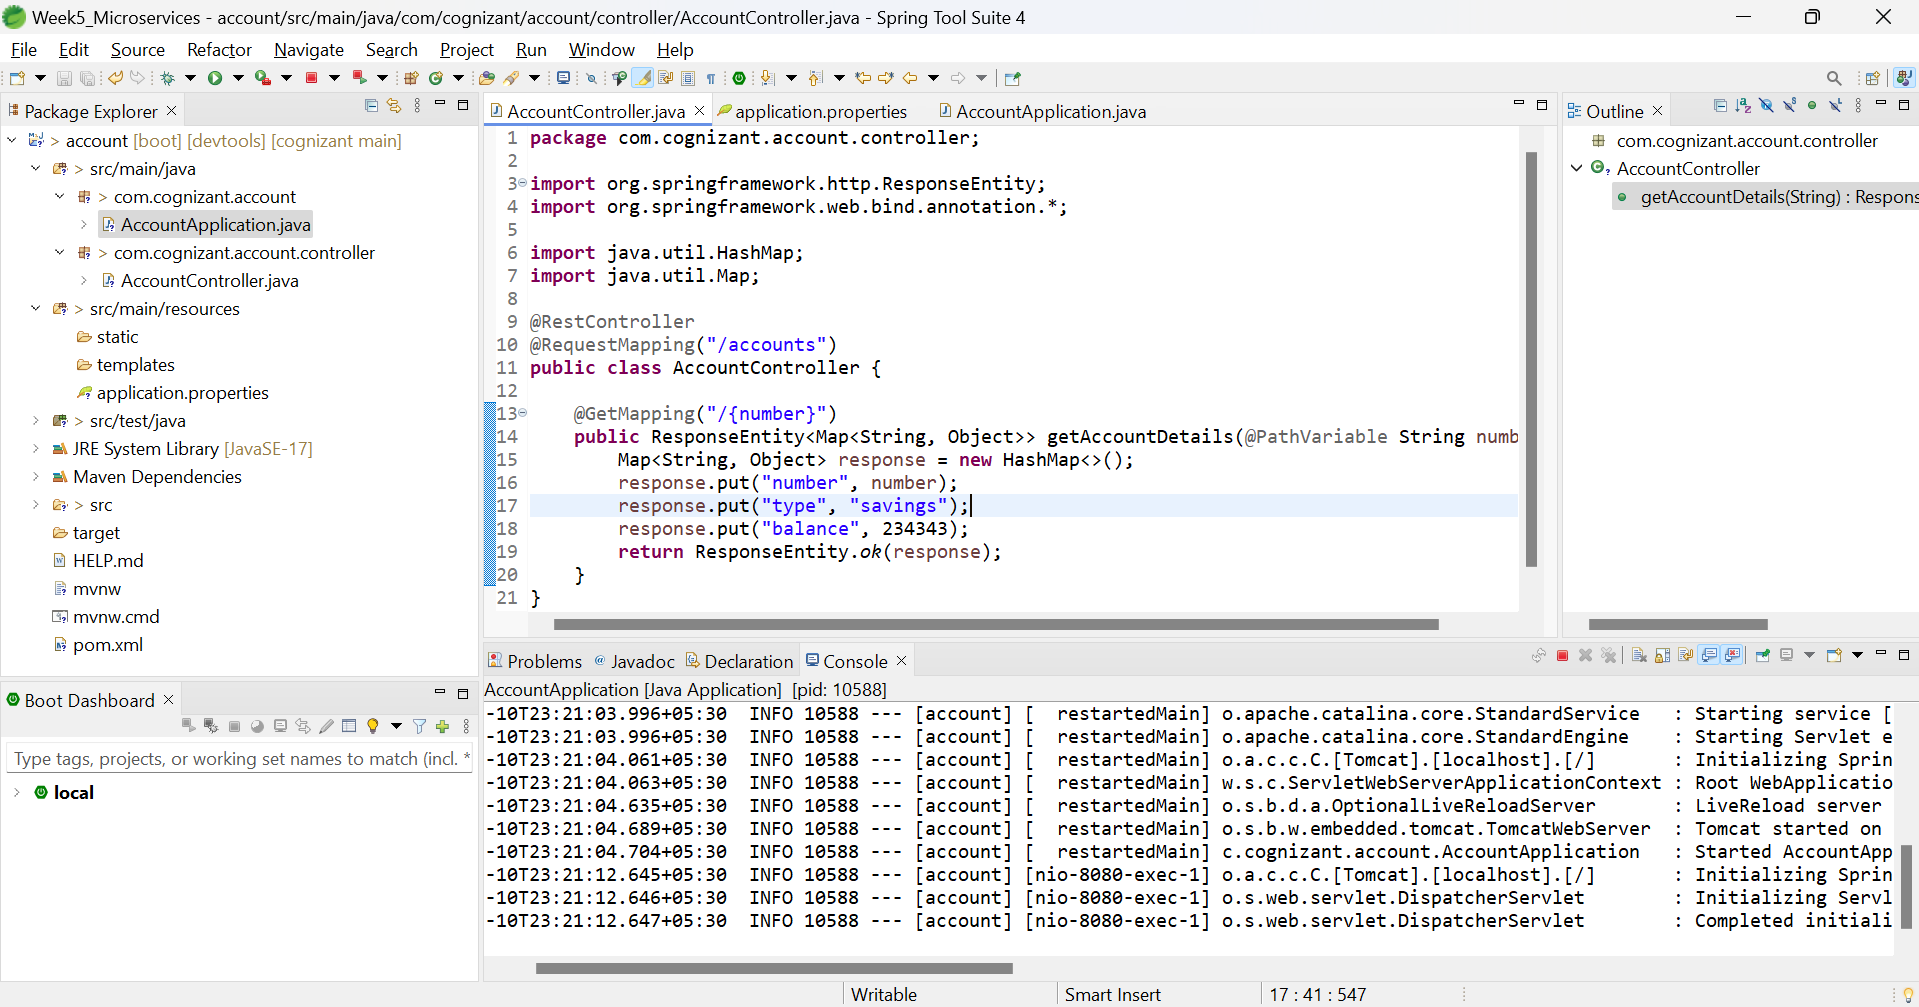 Week5_Microservices - account/src/main/java/com/cognizant/account/controller/AccountController.java - Spring Tool Suite 4
File Edit Source Refactor Navigate Search Project Run Window Help
Package Explorer
> account [boot] [devtools] [cognizant main]
> src/main/java
> com.cognizant.account
AccountApplication.java
> com.cognizant.account.controller
AccountController.java
> src/main/resources
static
templates
application.properties
> src/test/java
JRE System Library [JavaSE-17]
Maven Dependencies
> src
target
HELP.md
mvnw
mvnw.cmd
pom.xml
Boot Dashboard
Type tags, projects, or working set names to match (incl. *
local
AccountController.java application.properties AccountApplication.java
1 package com.cognizant.account.controller;
2
3 import org.springframework.http.ResponseEntity;
4 import org.springframework.web.bind.annotation.*;
5
6 import java.util.HashMap;
7 import java.util.Map;
8
9 @RestController
10 @RequestMapping("/accounts")
11 public class AccountController {
12
13 @GetMapping("/{number}")
14 public ResponseEntity<Map<String, Object>> getAccountDetails(@PathVariable String numb
15 Map<String, Object> response = new HashMap<>();
16 response.put("number", number);
17 response.put("type", "savings");
18 response.put("balance", 234343);
19 return ResponseEntity.ok(response);
20 }
21 }
Outline
com.cognizant.account.controller
AccountController
getAccountDetails(String) : Respons
Problems Javadoc Declaration Console
AccountApplication [Java Application] [pid: 10588]
-10T23:21:03.996+05:30 INFO 10588 --- [account] [ restartedMain] o.apache.catalina.core.StandardService : Starting service [
-10T23:21:03.996+05:30 INFO 10588 --- [account] [ restartedMain] o.apache.catalina.core.StandardEngine : Starting Servlet e
-10T23:21:04.061+05:30 INFO 10588 --- [account] [ restartedMain] o.a.c.c.C.[Tomcat].[localhost].[/] : Initializing Sprin
-10T23:21:04.063+05:30 INFO 10588 --- [account] [ restartedMain] w.s.c.ServletWebServerApplicationContext : Root WebApplicatio
-10T23:21:04.635+05:30 INFO 10588 --- [account] [ restartedMain] o.s.b.d.a.OptionalLiveReloadServer : LiveReload server
-10T23:21:04.689+05:30 INFO 10588 --- [account] [ restartedMain] o.s.b.w.embedded.tomcat.TomcatWebServer : Tomcat started on
-10T23:21:04.704+05:30 INFO 10588 --- [account] [ restartedMain] c.cognizant.account.AccountApplication : Started AccountApp
-10T23:21:12.645+05:30 INFO 10588 --- [account] [nio-8080-exec-1] o.a.c.c.C.[Tomcat].[localhost].[/] : Initializing Sprin
-10T23:21:12.646+05:30 INFO 10588 --- [account] [nio-8080-exec-1] o.s.web.servlet.DispatcherServlet : Initializing Servl
-10T23:21:12.647+05:30 INFO 10588 --- [account] [nio-8080-exec-1] o.s.web.servlet.DispatcherServlet : Completed initiali
Writable Smart Insert 17 : 41 : 547